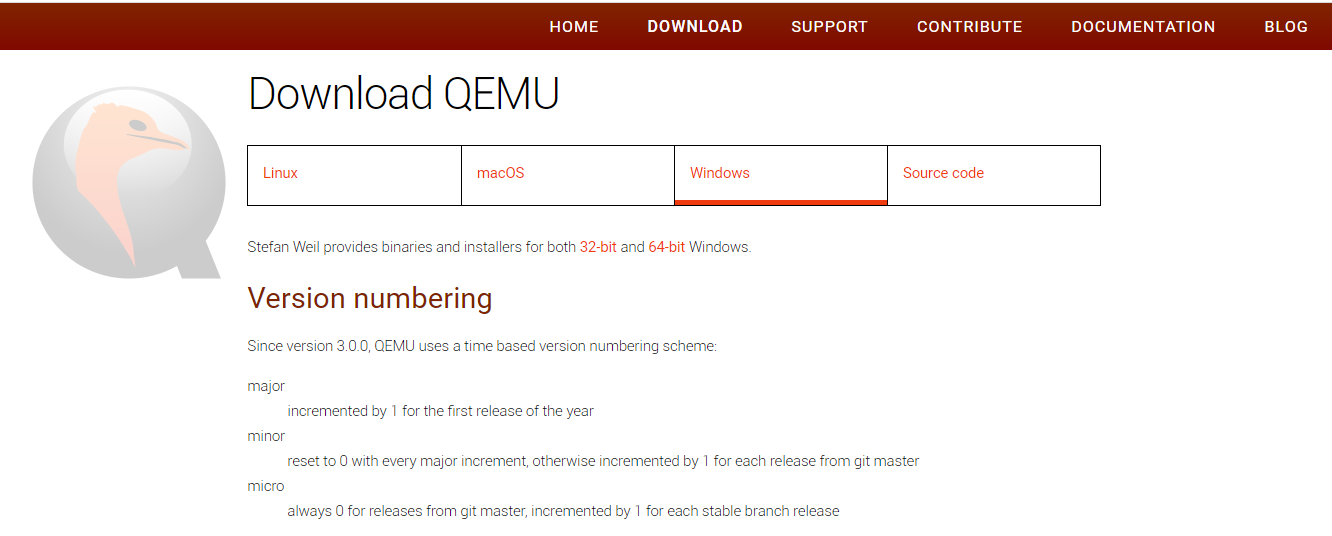 HOME DOWNLOAD SUPPORT CONTRIBUTE DOCUMENTATION BLOG
Download QEMU
Linux macOS Windows Source code
Stefan Weil provides binaries and installers for both 32-bit and 64-bit Windows.
Version numbering
Since version 3.0.0, QEMU uses a time based version numbering scheme:
major
incremented by 1 for the first release of the year
minor
reset to 0 with every major increment, otherwise incremented by 1 for each release from git master
micro
always 0 for releases from git master, incremented by 1 for each stable branch release